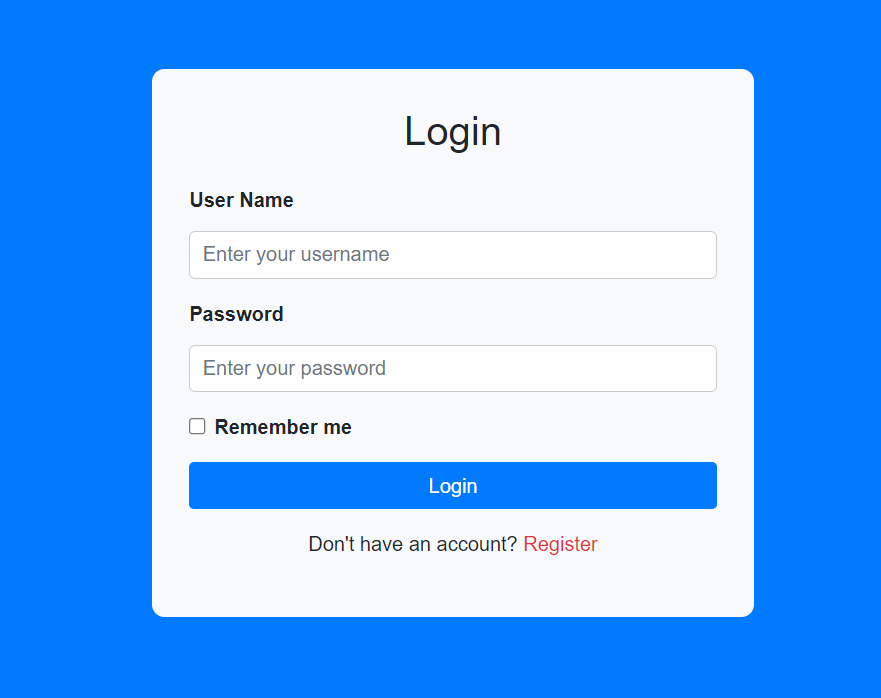 Login
User Name
Enter your username
Password
Enter your password
Remember me
Login
Don't have an account? Register